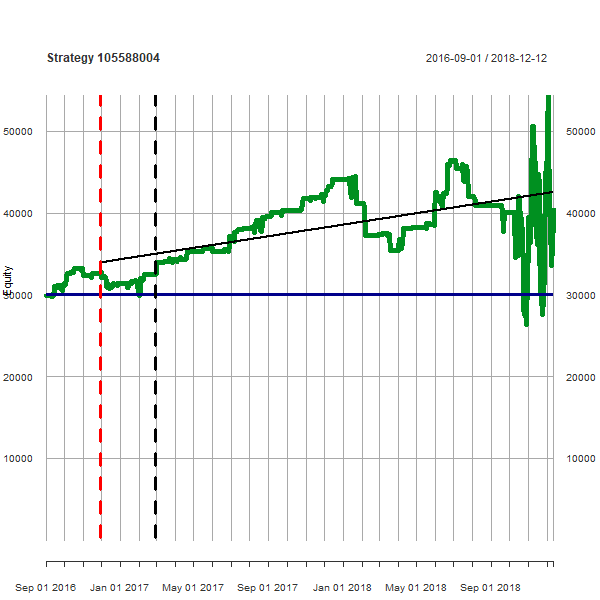 Strategy 105588004
2016-09-01 / 2018-12-12
50000
50000
40000
40000
Equity
30000
30000
20000
20000
10000
10000
Sep 01 2016
Jan 01 2017
May 01 2017
Sep 01 2017
Jan 01 2018
May 01 2018
Sep 01 2018